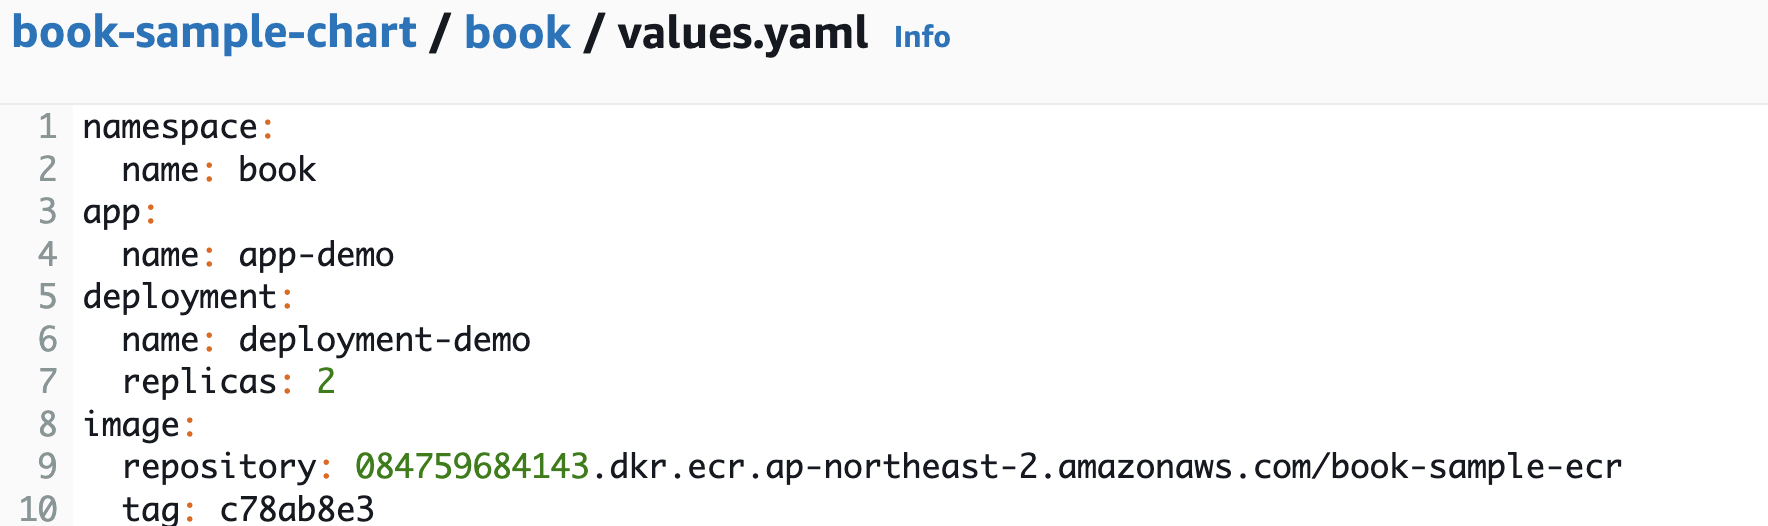 book-sample-chart / book / values.yaml Info
1 namespace:
2   name: book
3 app:
4   name: app-demo
5 deployment:
6   name: deployment-demo
7   replicas: 2
8 image:
9   repository: 084759684143.dkr.ecr.ap-northeast-2.amazonaws.com/book-sample-ecr
10   tag: c78ab8e3